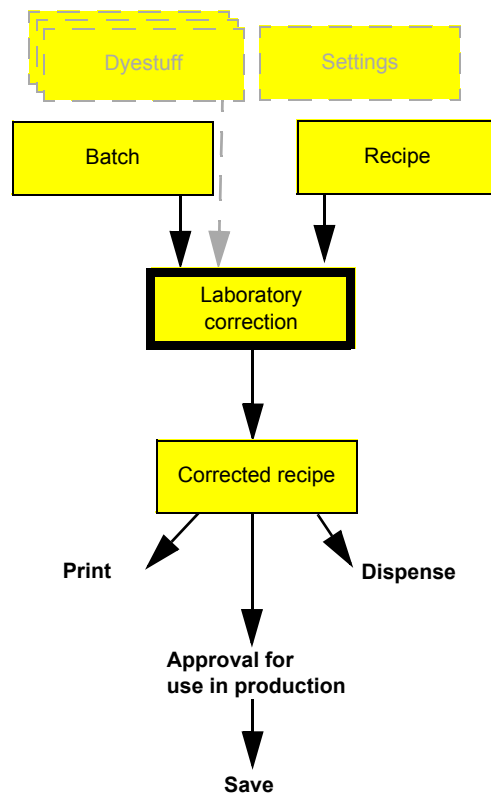 Dyestuff
Settings
Batch
Recipe
Laboratory
correction
Corrected recipe
Print
Dispense
Approval for
use in production
Save